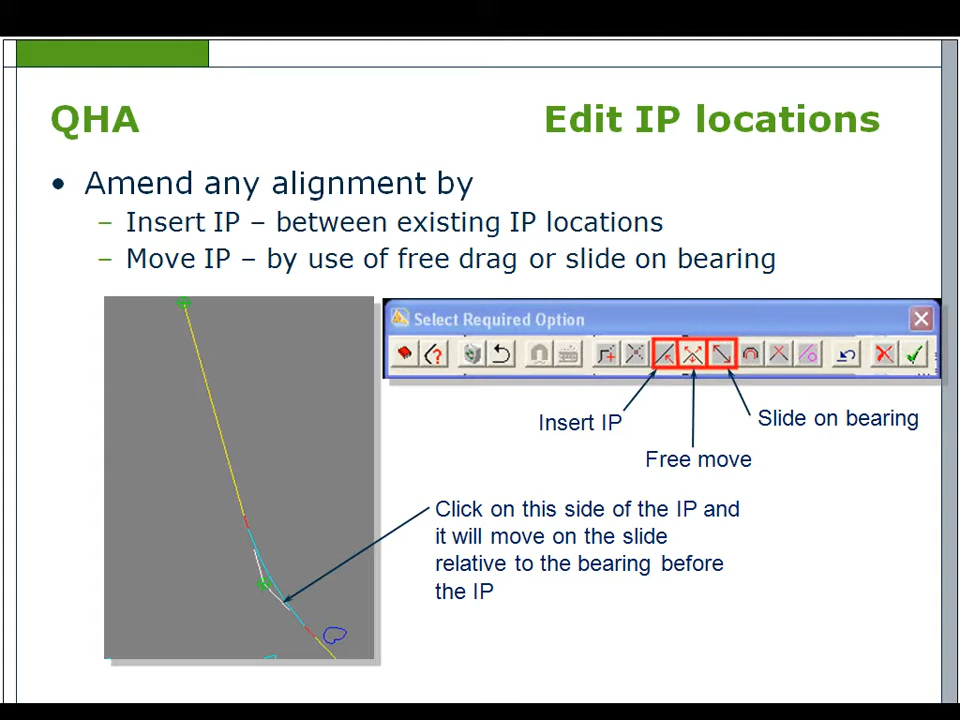 QHA Edit IP locations
• Amend any alignment by
– Insert IP – between existing IP locations
– Move IP – by use of free drag or slide on bearing
Select Required Option
Insert IP
Slide on bearing
Free move
Click on this side of the IP and
it will move on the slide
relative to the bearing before
the IP